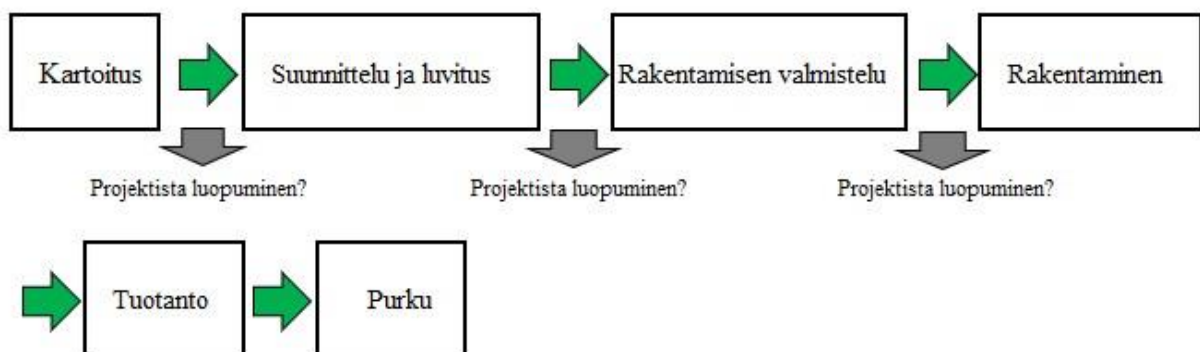 Kartoitus
Suunnittelu ja luvitus
Rakentamisen valmistelu
Rakentaminen
Projektista luopuminen?
Projektista luopuminen?
Projektista luopuminen?
Tuotanto
Purku